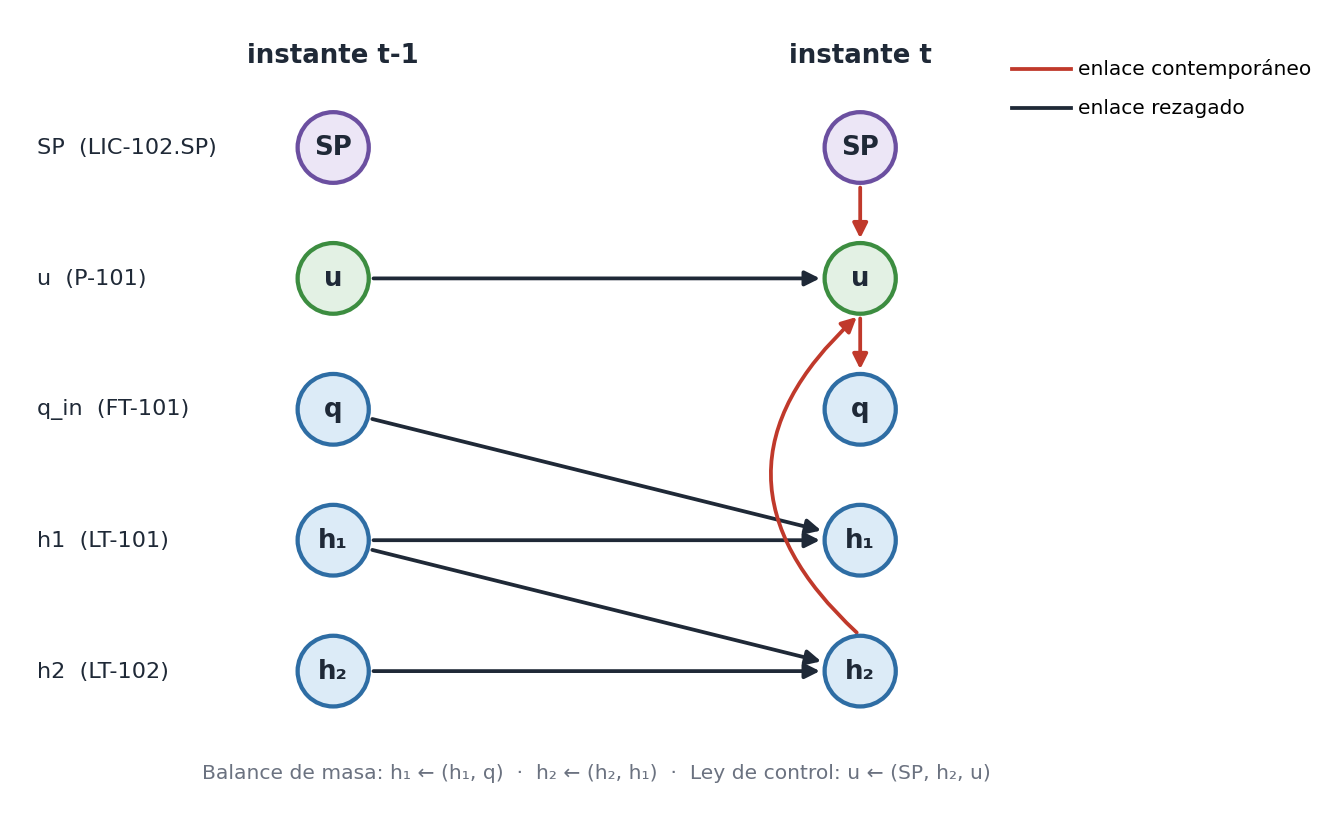 instante t-1
instante t
enlace contemporáneo
enlace rezagado
SP (LIC-102.SP)
SP
SP
u (P-101)
u
u
q_in (FT-101)
q
q
h1 (LT-101)
h₁
h₁
h2 (LT-102)
h₂
h₂
Balance de masa: h₁ ← (h₁, q) · h₂ ← (h₂, h₁) · Ley de control: u ← (SP, h₂, u)